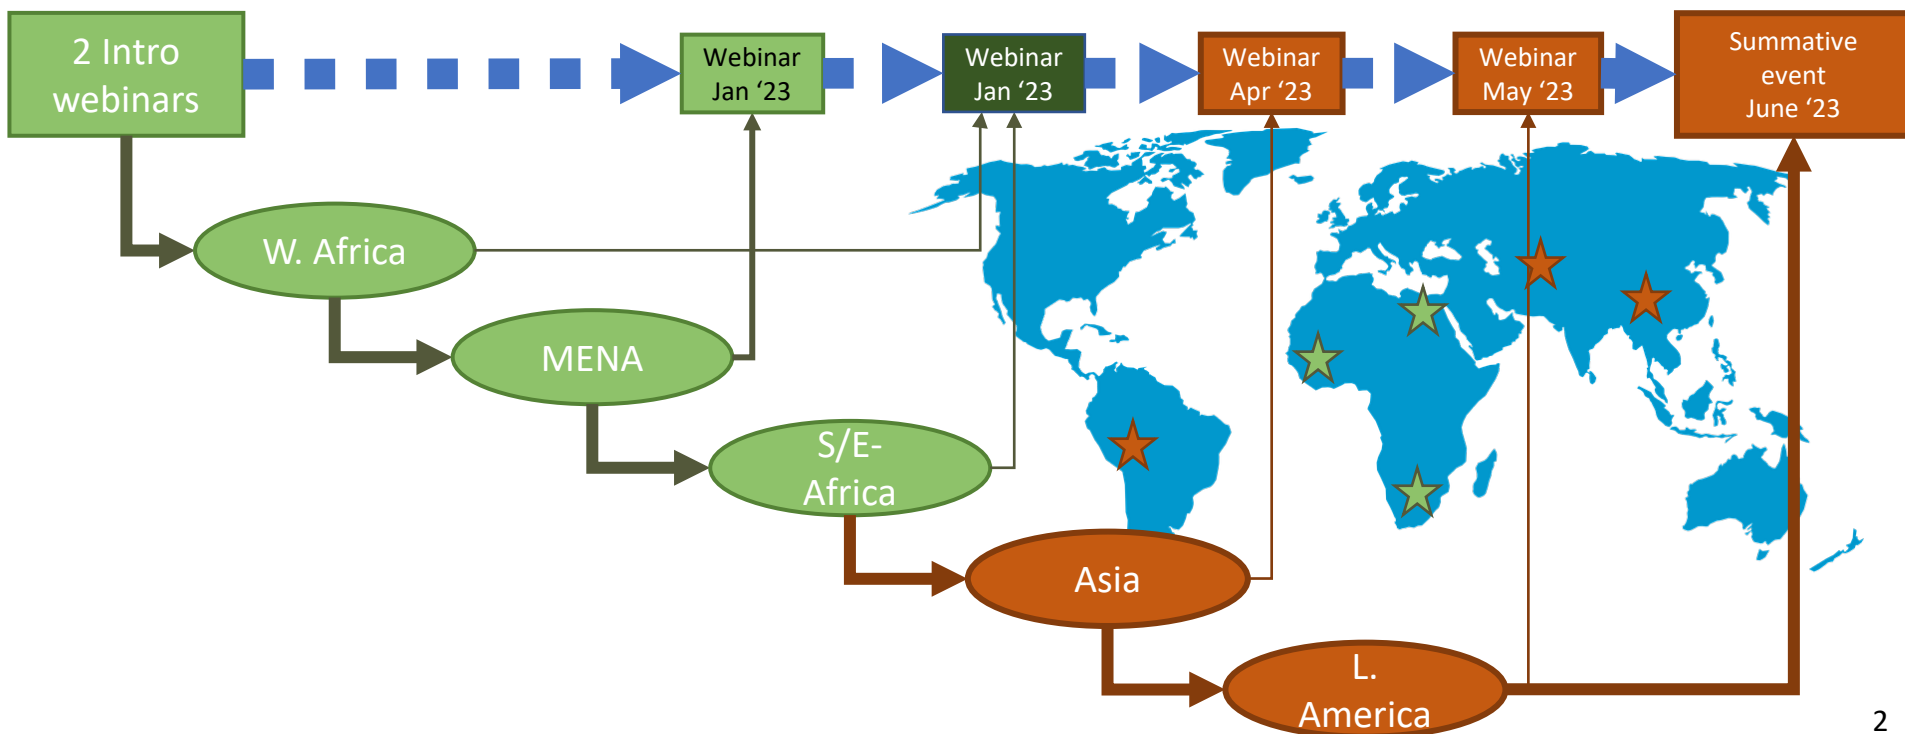 2 Intro
webinars
Webinar
Jan ‘23
Webinar
Jan ‘23
Webinar
Apr ‘23
Webinar
May ‘23
Summative
event
June ‘23
W. Africa
MENA
S/E-
Africa
Asia
L.
America
2